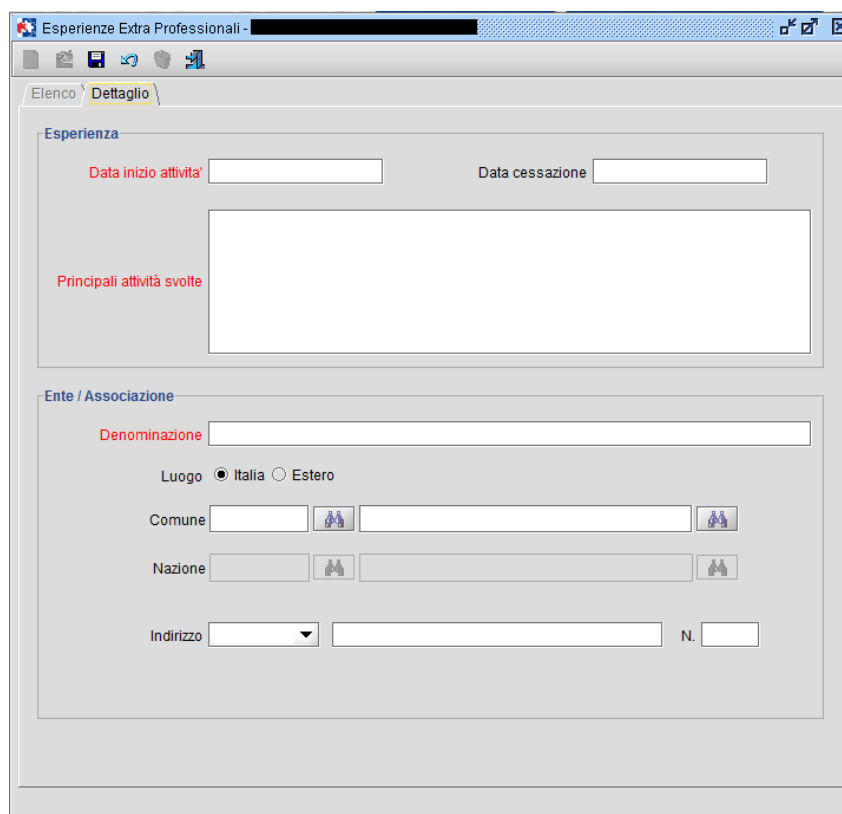 Esperienze Extra Professionali -
Elenco Dettaglio
Esperienza
Data inizio attivita' Data cessazione
Principali attività svolte
Ente / Associazione
Denominazione
Luogo Italia Estero
Comune
Nazione
Indirizzo N.